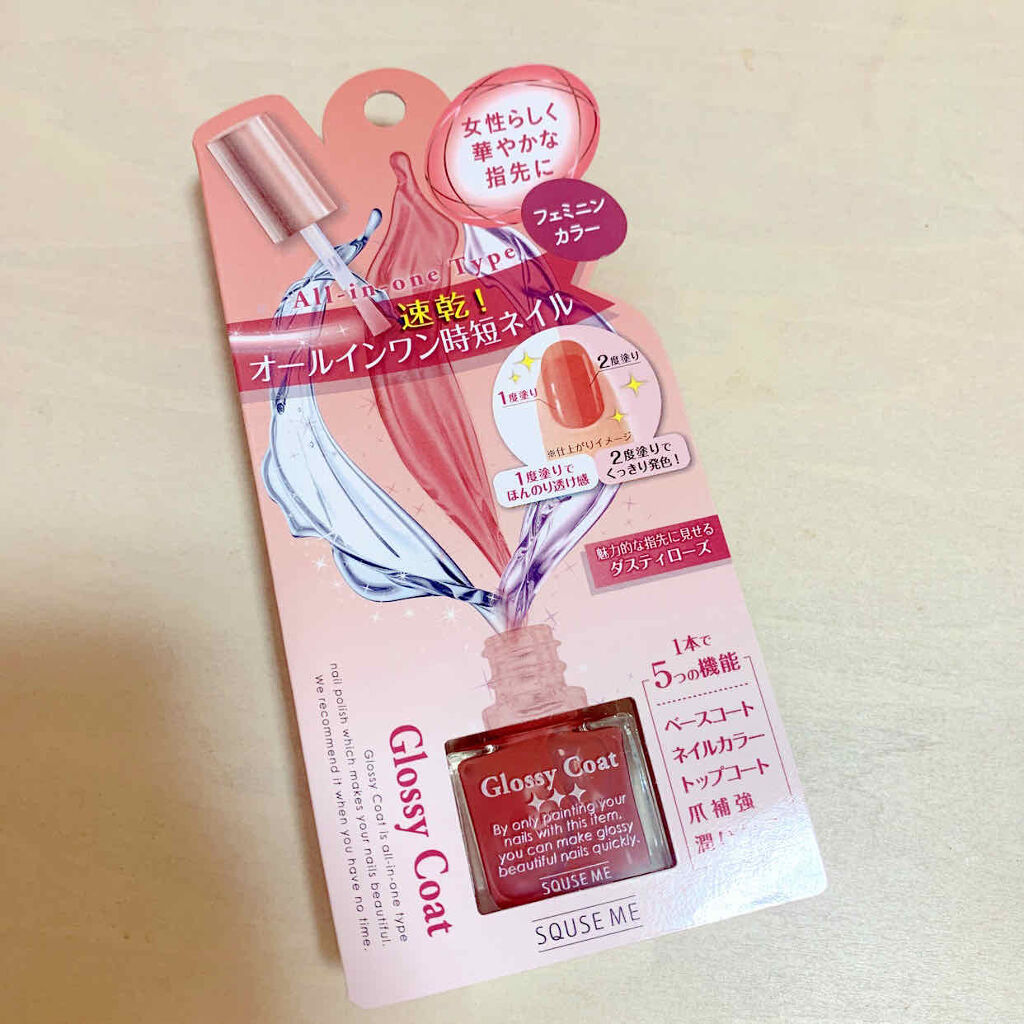 女性らしく
華やかな
指先に
フェミニン
カラー
All-in-one Type
速乾！
オールインワン時短ネイル
2度塗り
1度塗り
※仕上がりイメージ
1度塗りで
ほんのり透け感
2度塗りで
くっきり発色！
魅力的な指先に見せる
ダスティローズ
1本で
5つの機能
ベースコート
ネイルカラー
トップコート
爪補強
Glossy Coat
Glossy Coat is all-in-one type
nail polish which makes your nails beautiful.
We recommend it when you have no time.
Glossy Coat
By only painting your
nails with this item,
you can make glossy
beautiful nails quickly.
SQUSE ME
SQUSE ME